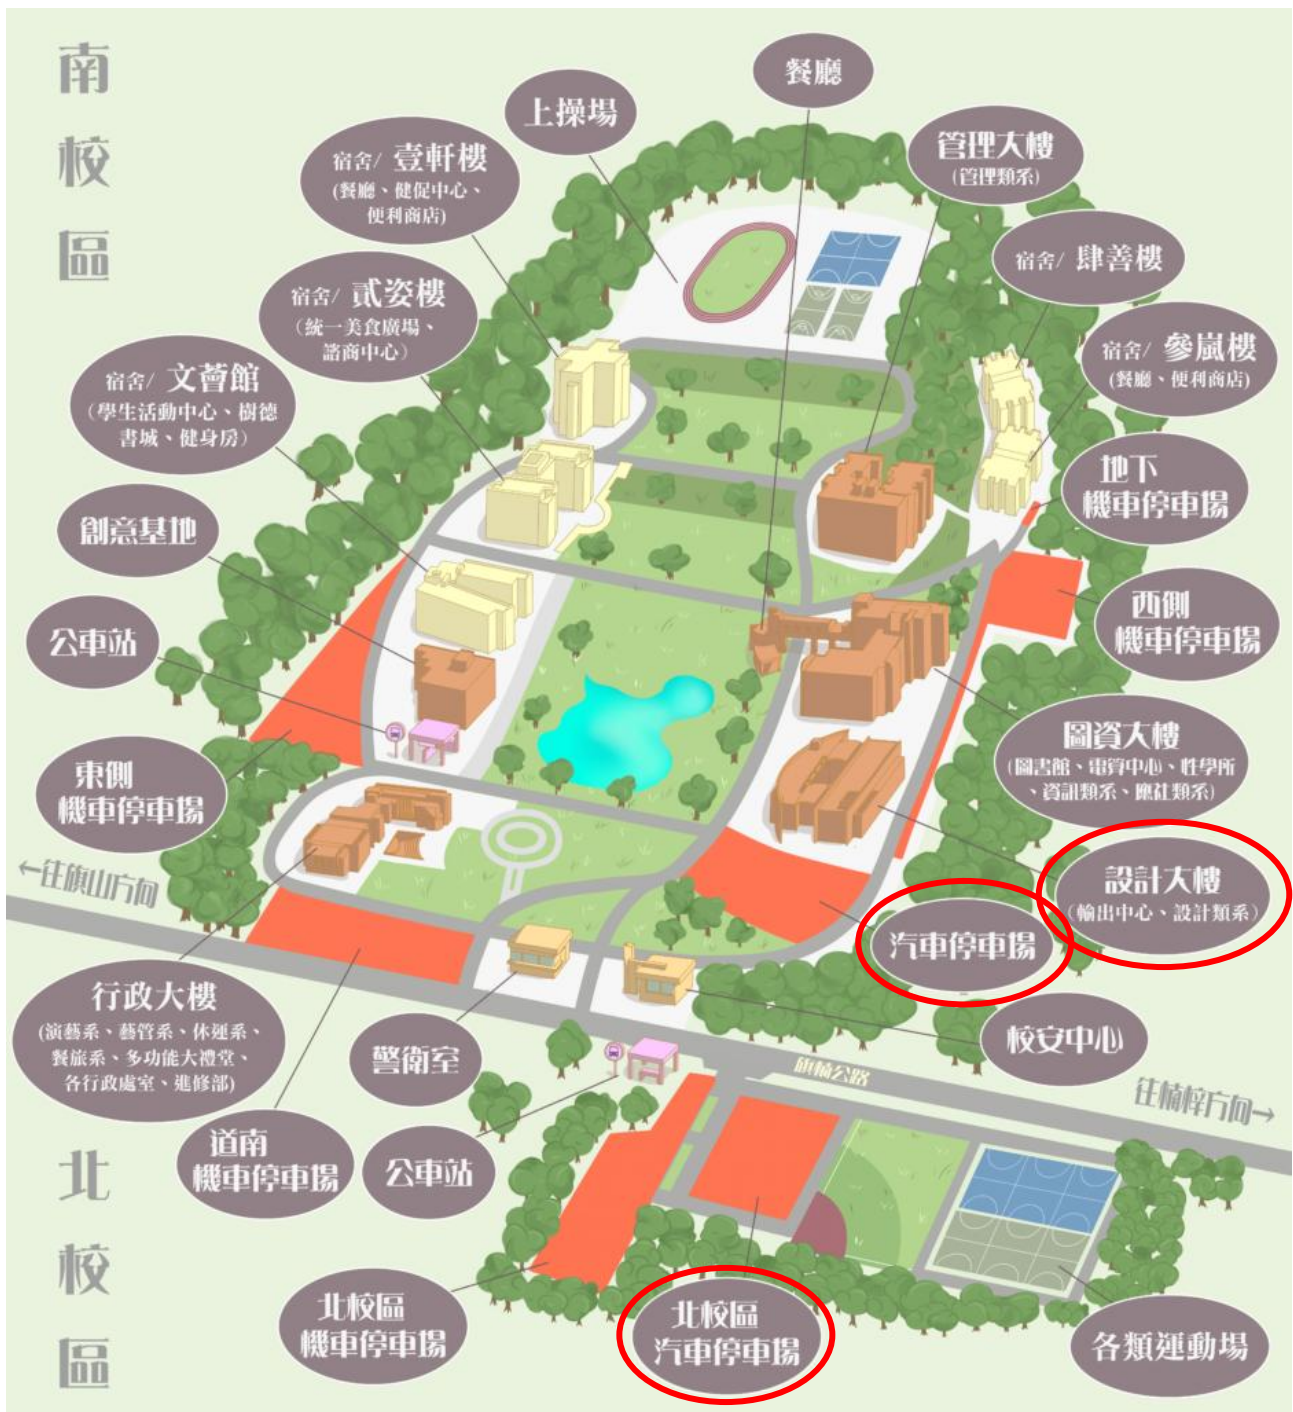 南
校
區
餐廳
上操場
管理大樓
(管理類系)
宿舍/ 壹軒樓
(餐廳、健促中心、
便利商店)
宿舍/ 肆善樓
宿舍/ 貳姿樓
(統一美食廣場、
諮商中心)
宿舍/ 參嵐樓
(餐廳、便利商店)
宿舍/ 文薈館
(學生活動中心、樹德
書城、健身房)
地下
機車停車場
創意基地
西側
機車停車場
公車站
圖資大樓
(圖書館、電算中心、性學所
、資訊類系、應社類系)
東側
機車停車場
←往旗山方向
設計大樓
(輸出中心、設計類系)
汽車停車場
行政大樓
(演藝系、藝管系、休運系、
餐旅系、多功能大禮堂、
各行政處室、進修部)
警衛室
校安中心
旗楠公路
往楠梓方向→
道南
機車停車場
公車站
北
校
區
北校區
機車停車場
北校區
汽車停車場
各類運動場